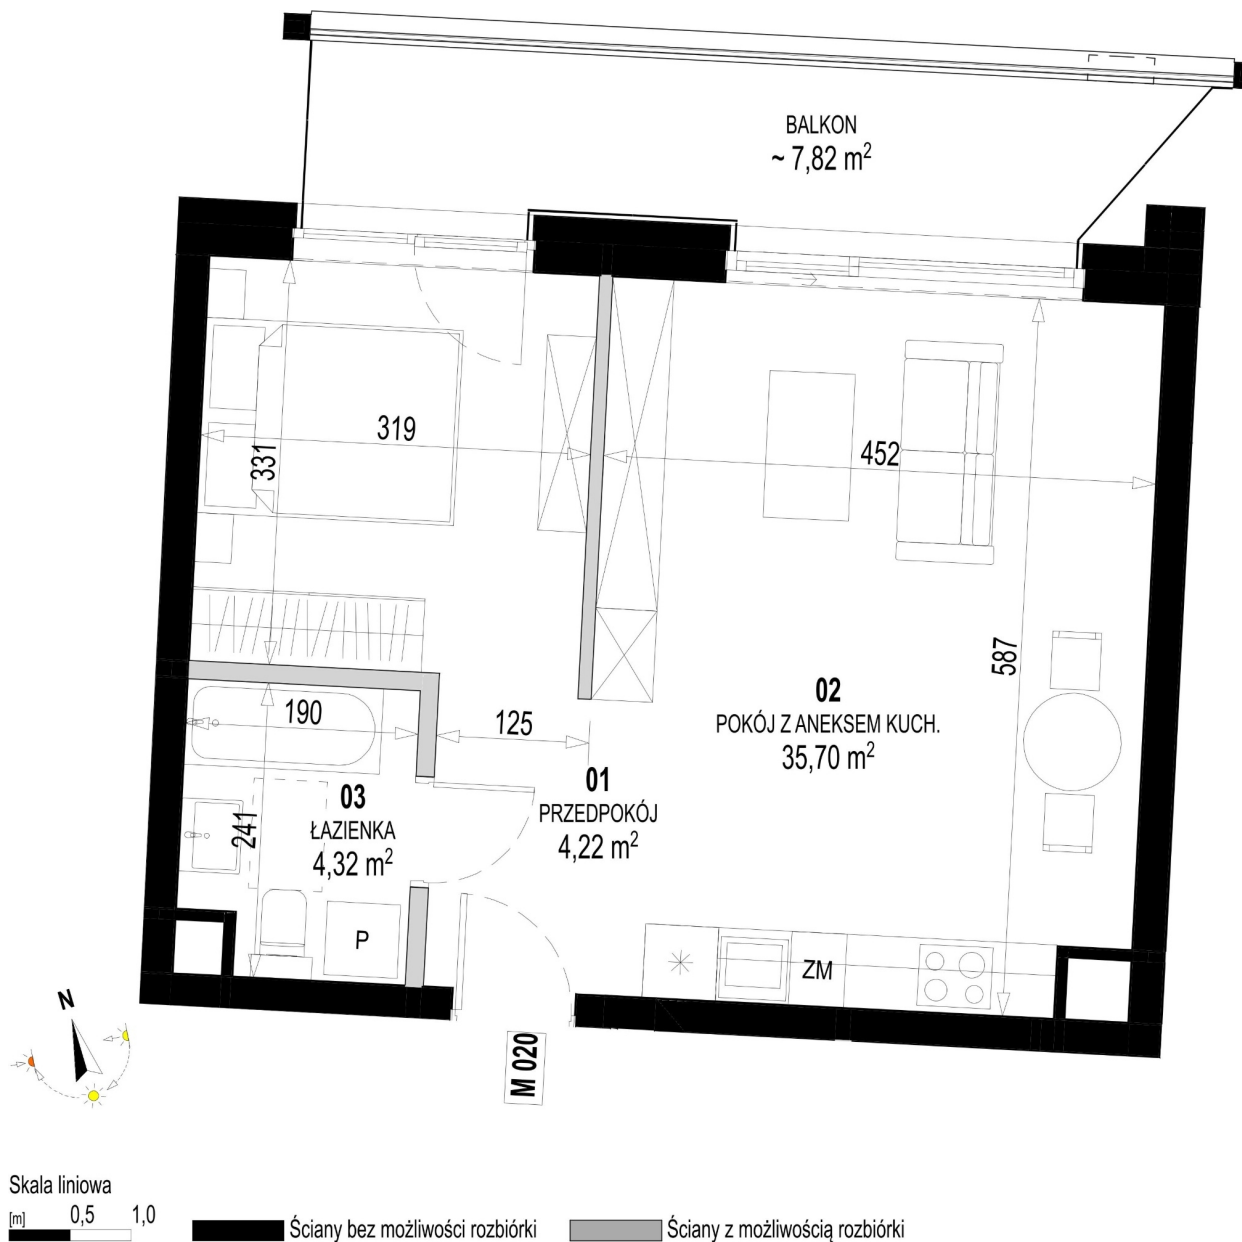 BALKON
~ 7,82 m²
319
331
452
587
02
POKÓJ Z ANEKSEM KUCH.
35,70 m²
190
125
01
PRZEDPOKÓJ
4,22 m²
03
ŁAZIENKA
4,32 m²
241
P
ZM
N
M 020
Skala liniowa
[m] 0,5 1,0
Ściany bez możliwości rozbiórki
Ściany z możliwością rozbiórki